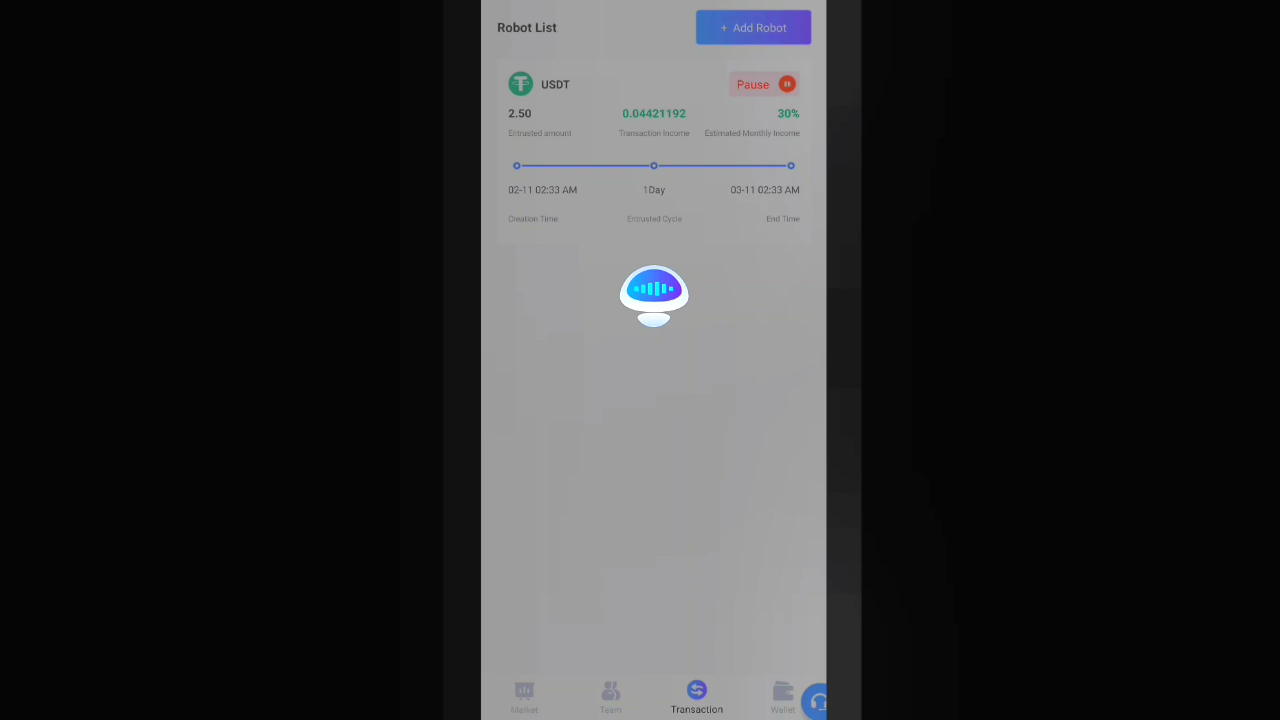 Robot List
+ Add Robot
USDT
Pause
2.50
0.04421192
30%
Entrusted amount
Transaction Income
Estimated Monthly Income
02-11 02:33 AM
1Day
03-11 02:33 AM
Creation Time
Entrusted Cycle
End Time
Market
Team
Transaction
Wallet